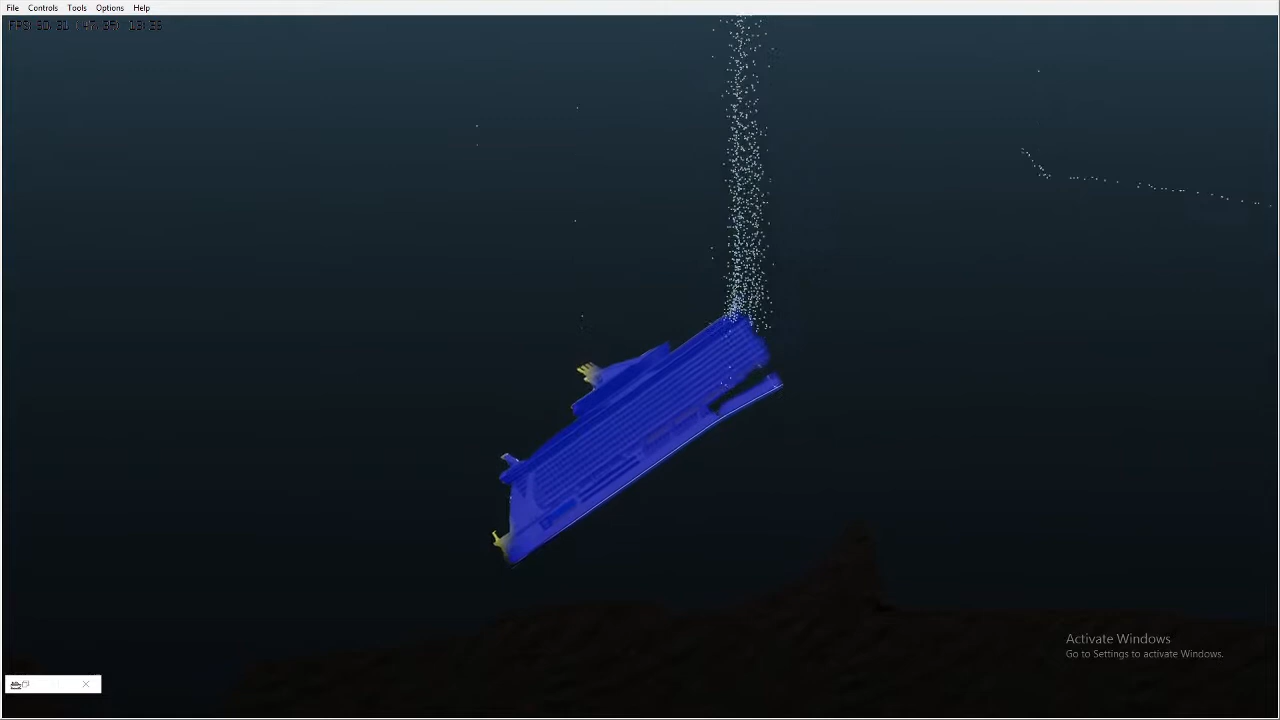 File Controls Tools Options Help
Activate Windows
Go to Settings to activate Windows.